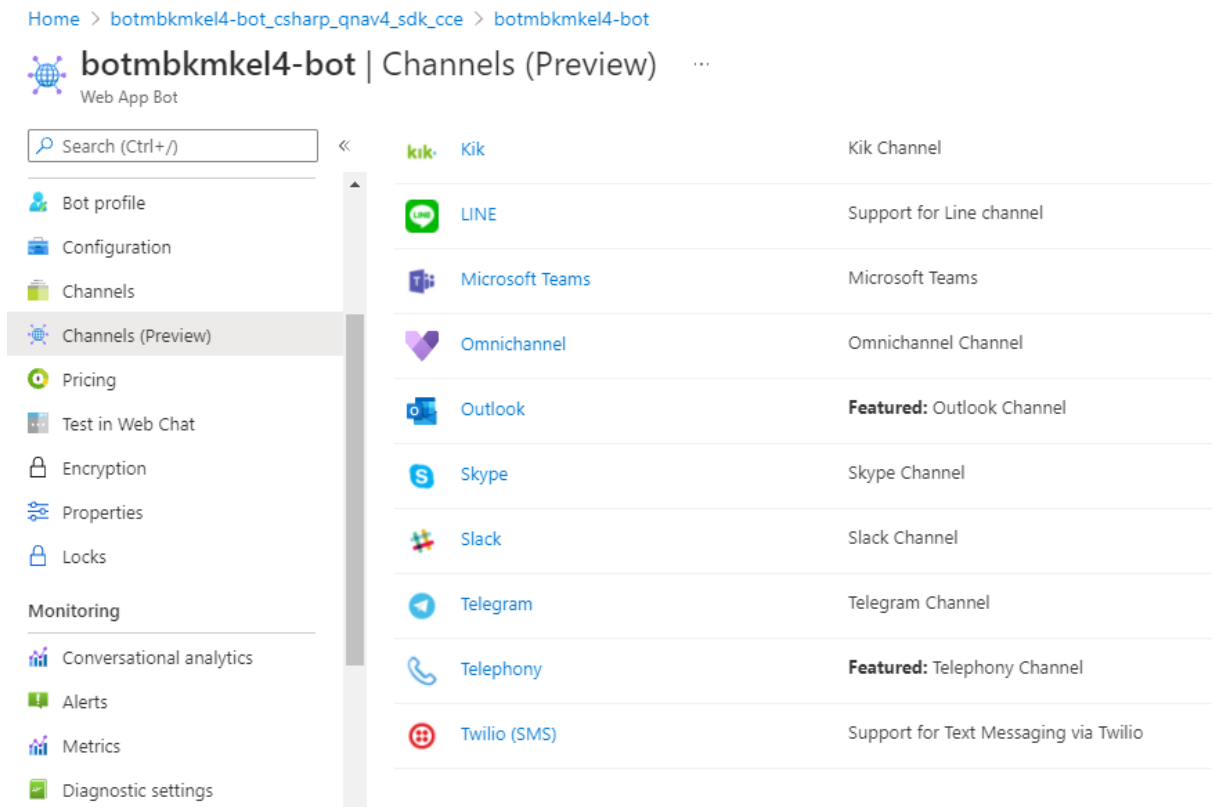 Home > botmbkmkel4-bot_csharp_qnav4_sdk_cce > botmbkmkel4-bot
botmbkmkel4-bot | Channels (Preview) ...
Web App Bot
Search (Ctrl+/) «
Bot profile
Configuration
Channels
Channels (Preview)
Pricing
Test in Web Chat
Encryption
Properties
Locks
Monitoring
Conversational analytics
Alerts
Metrics
Diagnostic settings
kik. Kik Kik Channel
LINE LINE Support for Line channel
Microsoft Teams Microsoft Teams
Omnichannel Omnichannel Channel
Outlook Featured: Outlook Channel
Skype Skype Channel
Slack Slack Channel
Telegram Telegram Channel
Telephony Featured: Telephony Channel
Twilio (SMS) Support for Text Messaging via Twilio